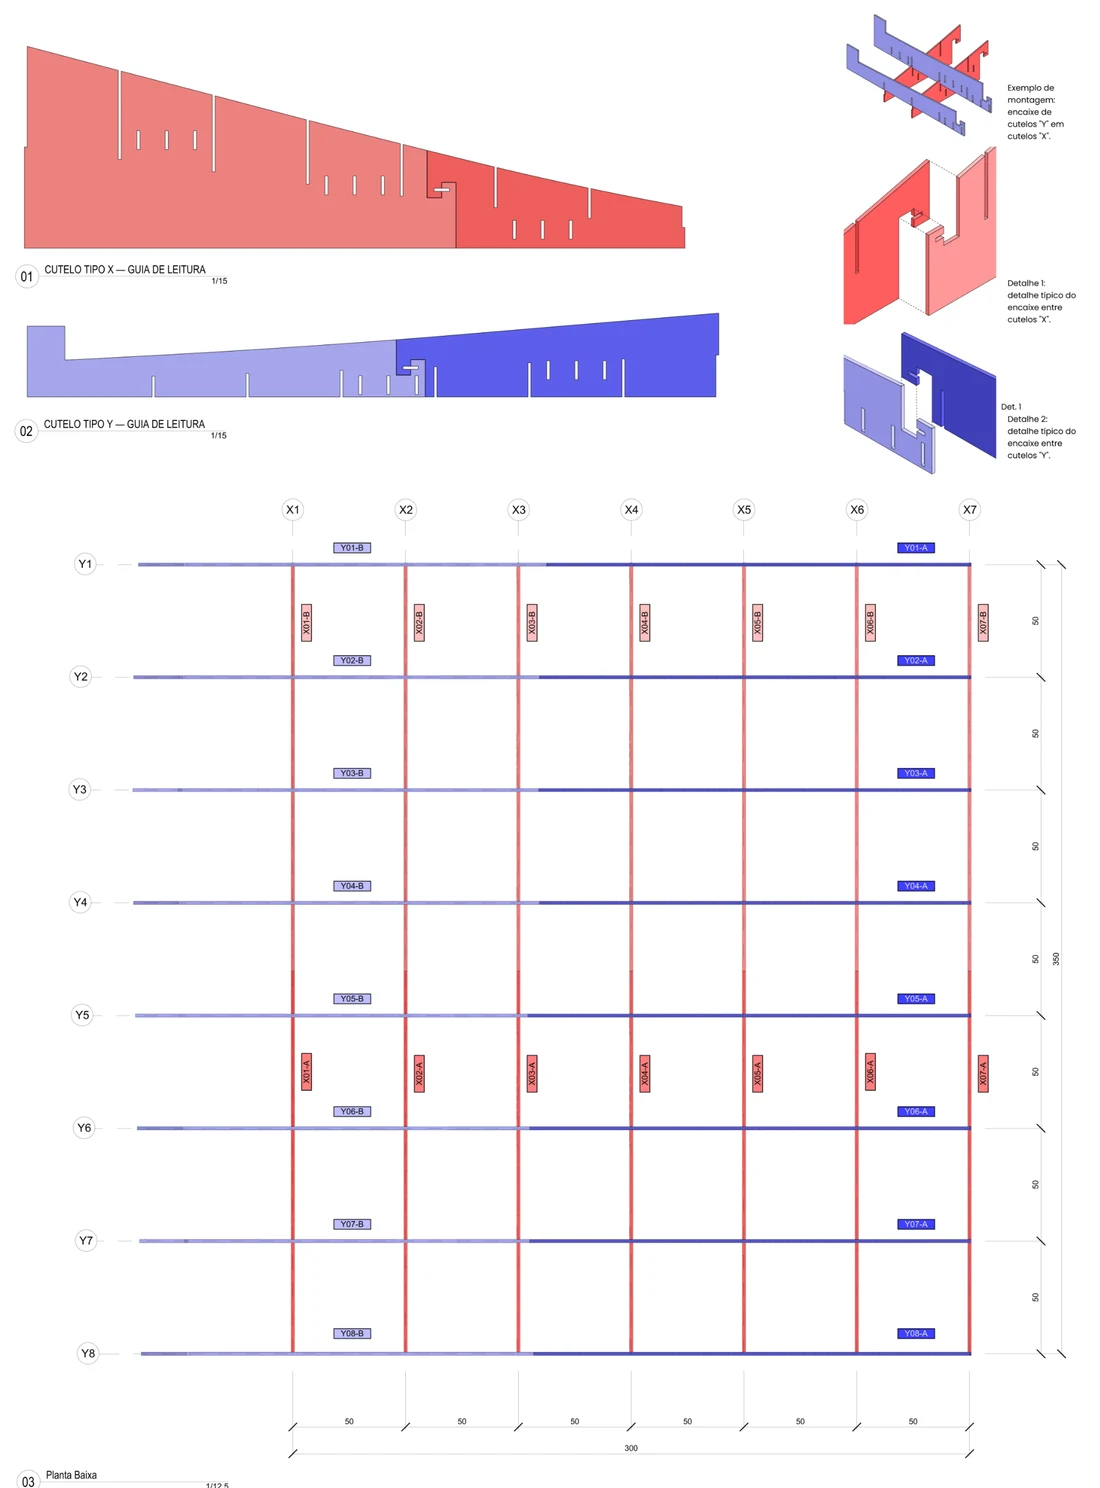 Exemplo de
montagem:
encaixe de
cutelos "Y" em
cutelos "X".
01 CUTELO TIPO X — GUIA DE LEITURA
1/15
Detalhe 1:
detalhe típico do
encaixe entre
cutelos "X".
02 CUTELO TIPO Y — GUIA DE LEITURA
1/15
Det. 1
Detalhe 2:
detalhe típico do
encaixe entre
cutelos "Y".
X1 X2 X3 X4 X5 X6 X7
Y01-B Y01-A
Y1
X01-B X02-B X03-B X04-B X05-B X06-B X07-B
50
Y02-B Y02-A
Y2
50
Y03-B Y03-A
Y3
50
Y04-B Y04-A
Y4
50
350
Y05-B Y05-A
Y5
X01-A X02-A X03-A X04-A X05-A X06-A X07-A
50
Y06-B Y06-A
Y6
50
Y07-B Y07-A
Y7
50
Y08-B Y08-A
Y8
50 50 50 50 50 50
300
03 Planta Baixa
1/12.5